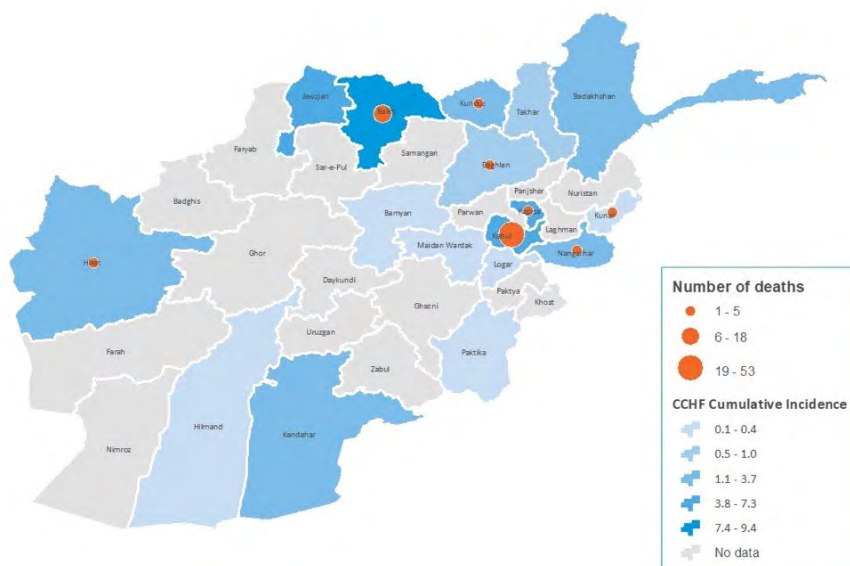 Jawzjan
Balkh
Kunduz
Takhar
Badakhshan
Faryab
Sar-e-Pul
Samangan
Baghlan
Badghis
Panjsher
Nuristan
Bamyan
Parwan
Kapisa
Kunar
Laghman
Kabul
Hirat
Ghor
Maidan Wardak
Nangarhar
Logar
Daykundi
Paktya
Ghazni
Khost
Uruzgan
Farah
Zabul
Paktika
Hilmand
Kandahar
Nimroz
Number of deaths
1 - 5
6 - 18
19 - 53
CCHF Cumulative Incidence
0.1 - 0.4
0.5 - 1.0
1.1 - 3.7
3.8 - 7.3
7.4 - 9.4
No data